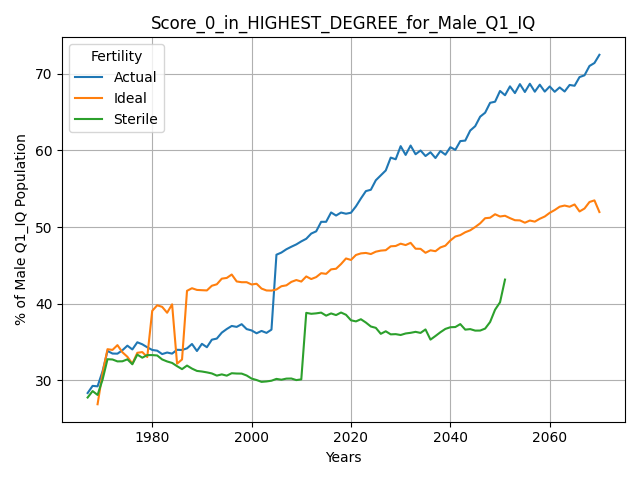 Score_0_in_HIGHEST_DEGREE_for_Male_Q1_IQ
Fertility
Actual
Ideal
Sterile
% of Male Q1_IQ Population
70
60
50
40
30
1980
2000
2020
2040
2060
Years